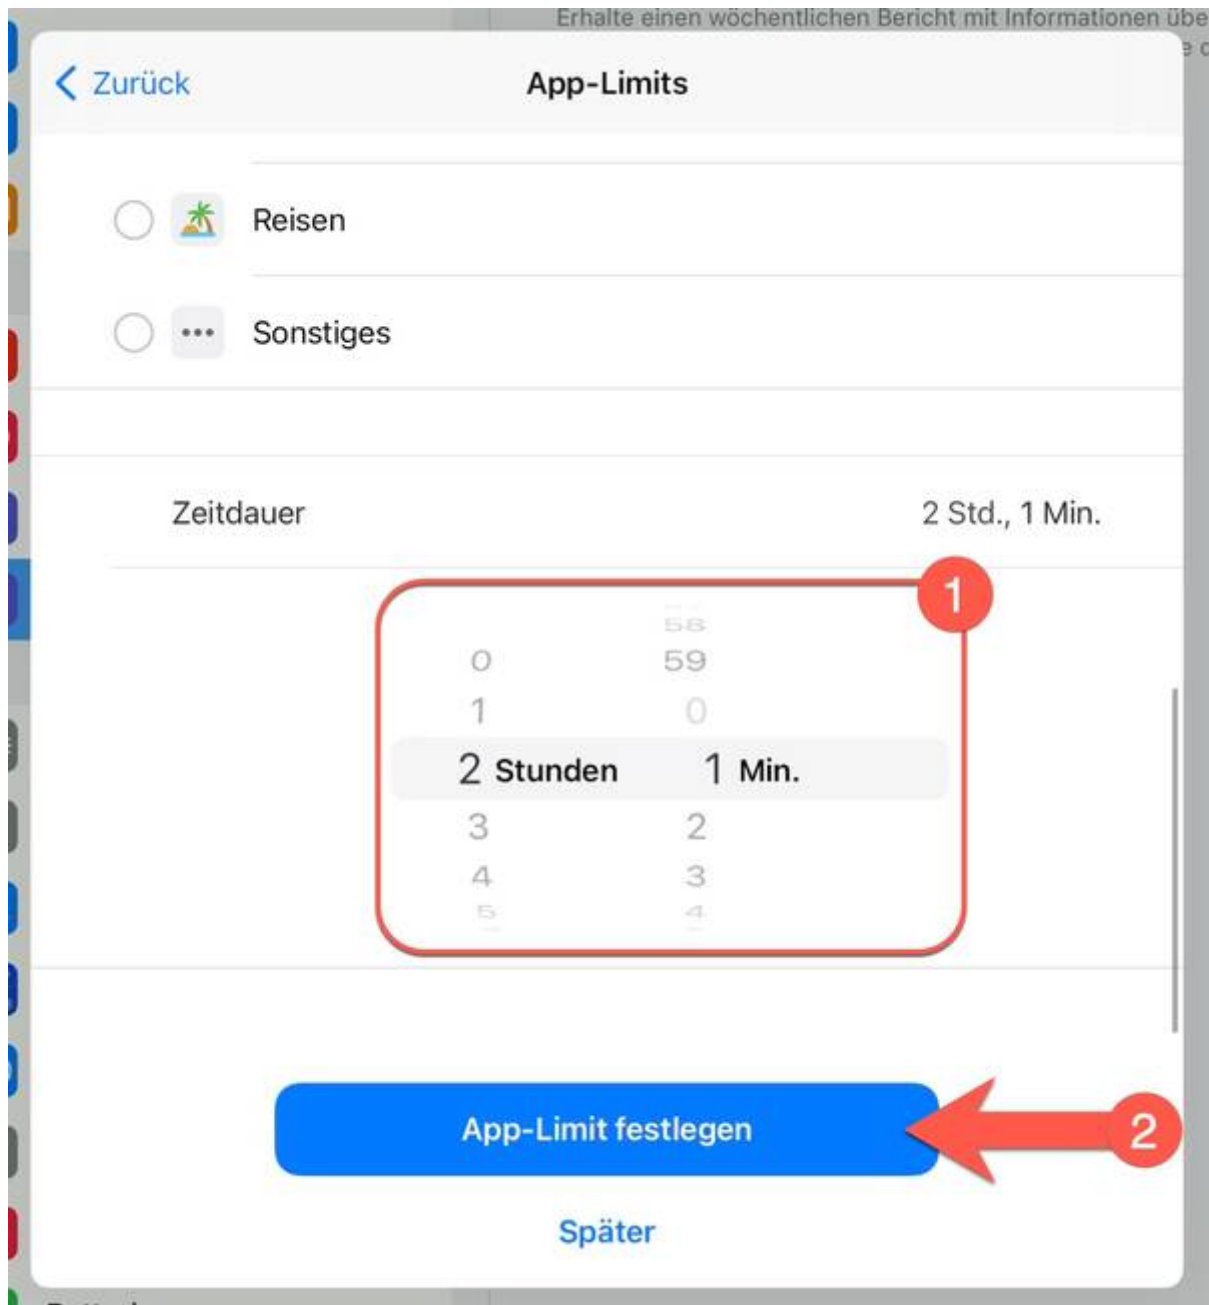 Erhalte einen wöchentlichen Bericht mit Informationen übe
Zurück
App-Limits
Reisen
Sonstiges
Zeitdauer 2 Std., 1 Min.
1
58
0 59
1 0
2 Stunden 1 Min.
3 2
4 3
5 4
App-Limit festlegen
2
Später